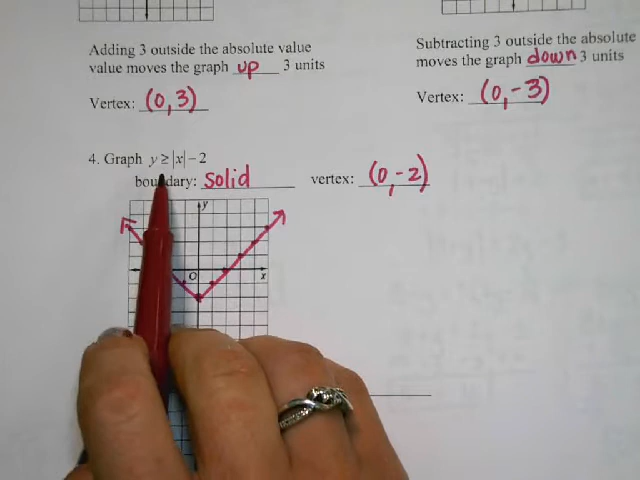 Adding 3 outside the absolute value
value moves the graph up 3 units
Vertex: (0, 3)
Subtracting 3 outside the absolute
moves the graph down 3 units
Vertex: (0, -3)
4. Graph y ≥ |x| - 2
boundary: solid
vertex: (0, -2)
y
O
x